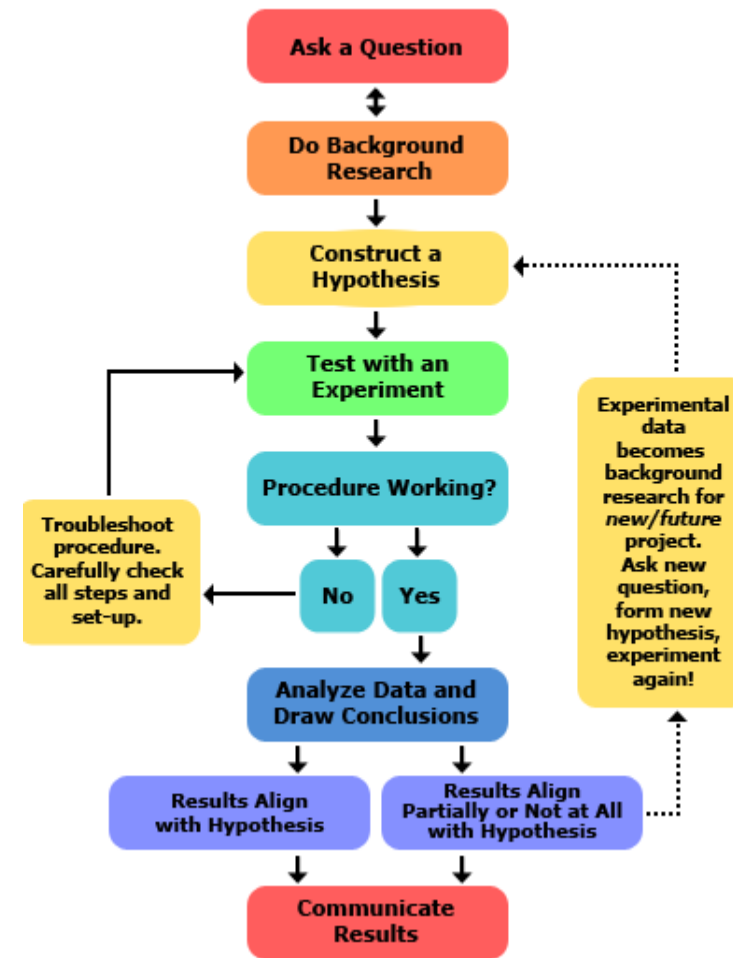 Ask a Question
Do Background
Research
Construct a
Hypothesis
Test with an
Experiment
Procedure Working?
No
Yes
Troubleshoot
procedure.
Carefully check
all steps and
set-up.
Experimental
data
becomes
background
research for
new/future
project.
Ask new
question,
form new
hypothesis,
experiment
again!
Analyze Data and
Draw Conclusions
Results Align
with Hypothesis
Results Align
Partially or Not at All
with Hypothesis
Communicate
Results